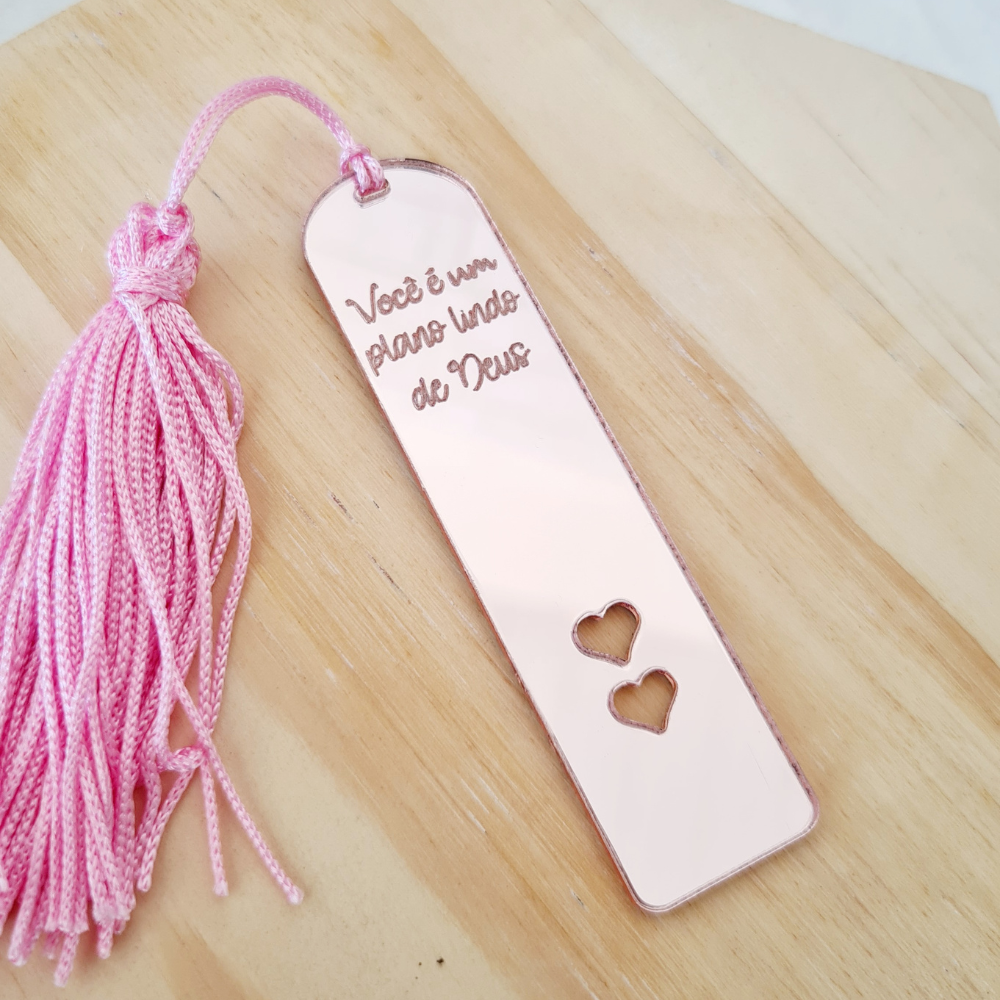 Você é um
plano lindo
de Deus